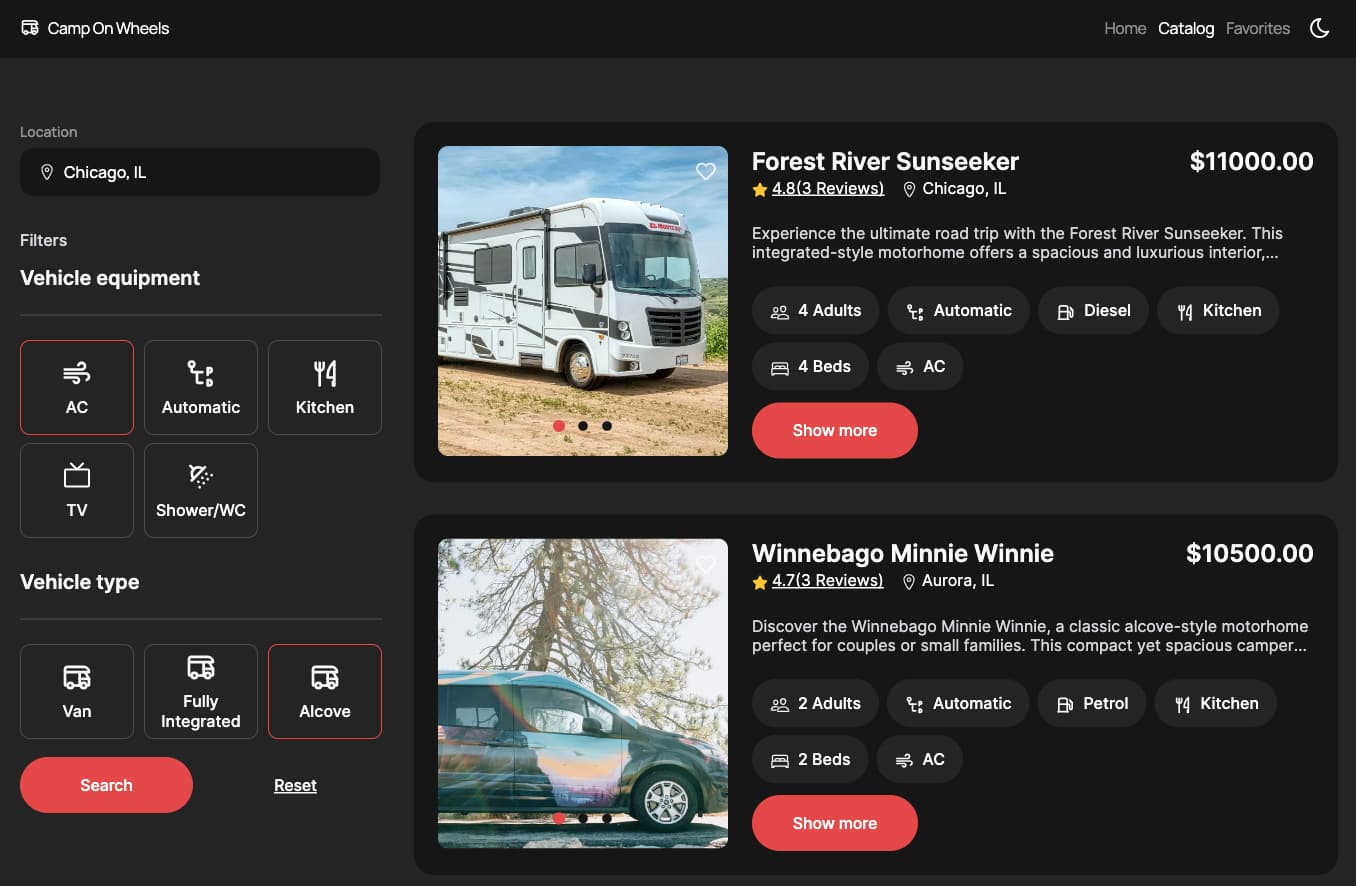 Camp On Wheels
Home Catalog Favorites
Location
Chicago, IL
Filters
Vehicle equipment
AC
Automatic
Kitchen
TV
Shower/WC
Vehicle type
Van
Fully
Integrated
Alcove
Search
Reset
Forest River Sunseeker
$11000.00
4.8(3 Reviews)
Chicago, IL
Experience the ultimate road trip with the Forest River Sunseeker. This
integrated-style motorhome offers a spacious and luxurious interior,...
4 Adults
Automatic
Diesel
Kitchen
4 Beds
AC
Show more
Winnebago Minnie Winnie
$10500.00
4.7(3 Reviews)
Aurora, IL
Discover the Winnebago Minnie Winnie, a classic alcove-style motorhome
perfect for couples or small families. This compact yet spacious camper...
2 Adults
Automatic
Petrol
Kitchen
2 Beds
AC
Show more